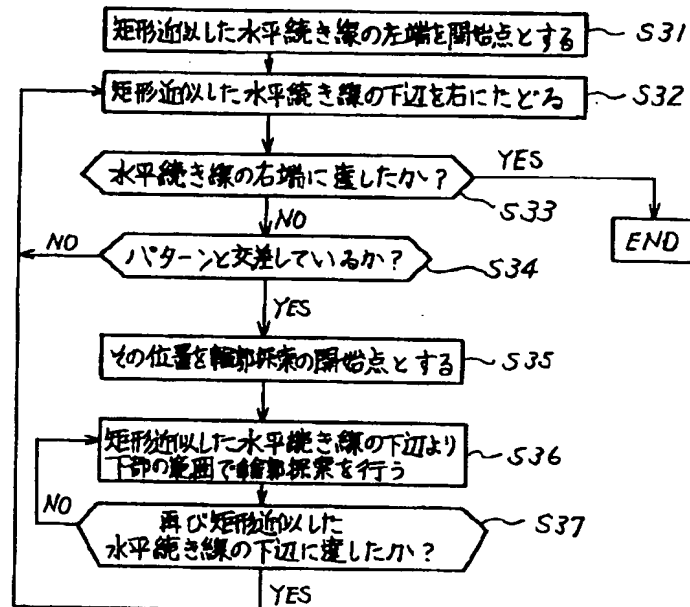 矩形近似した水平続き線の左端を開始点とする
S31
矩形近似した水平続き線の下辺を右にたどる
S32
水平続き線の右端に達したか?
YES
S33
NO
END
NO
パターンと交差しているか?
S34
YES
その位置を輪郭探索の開始点とする
S35
矩形近似した水平続き線の下辺より
下部の範囲で輪郭探索を行う
S36
NO
再び矩形近似した
水平続き線の下辺に達したか?
S37
YES